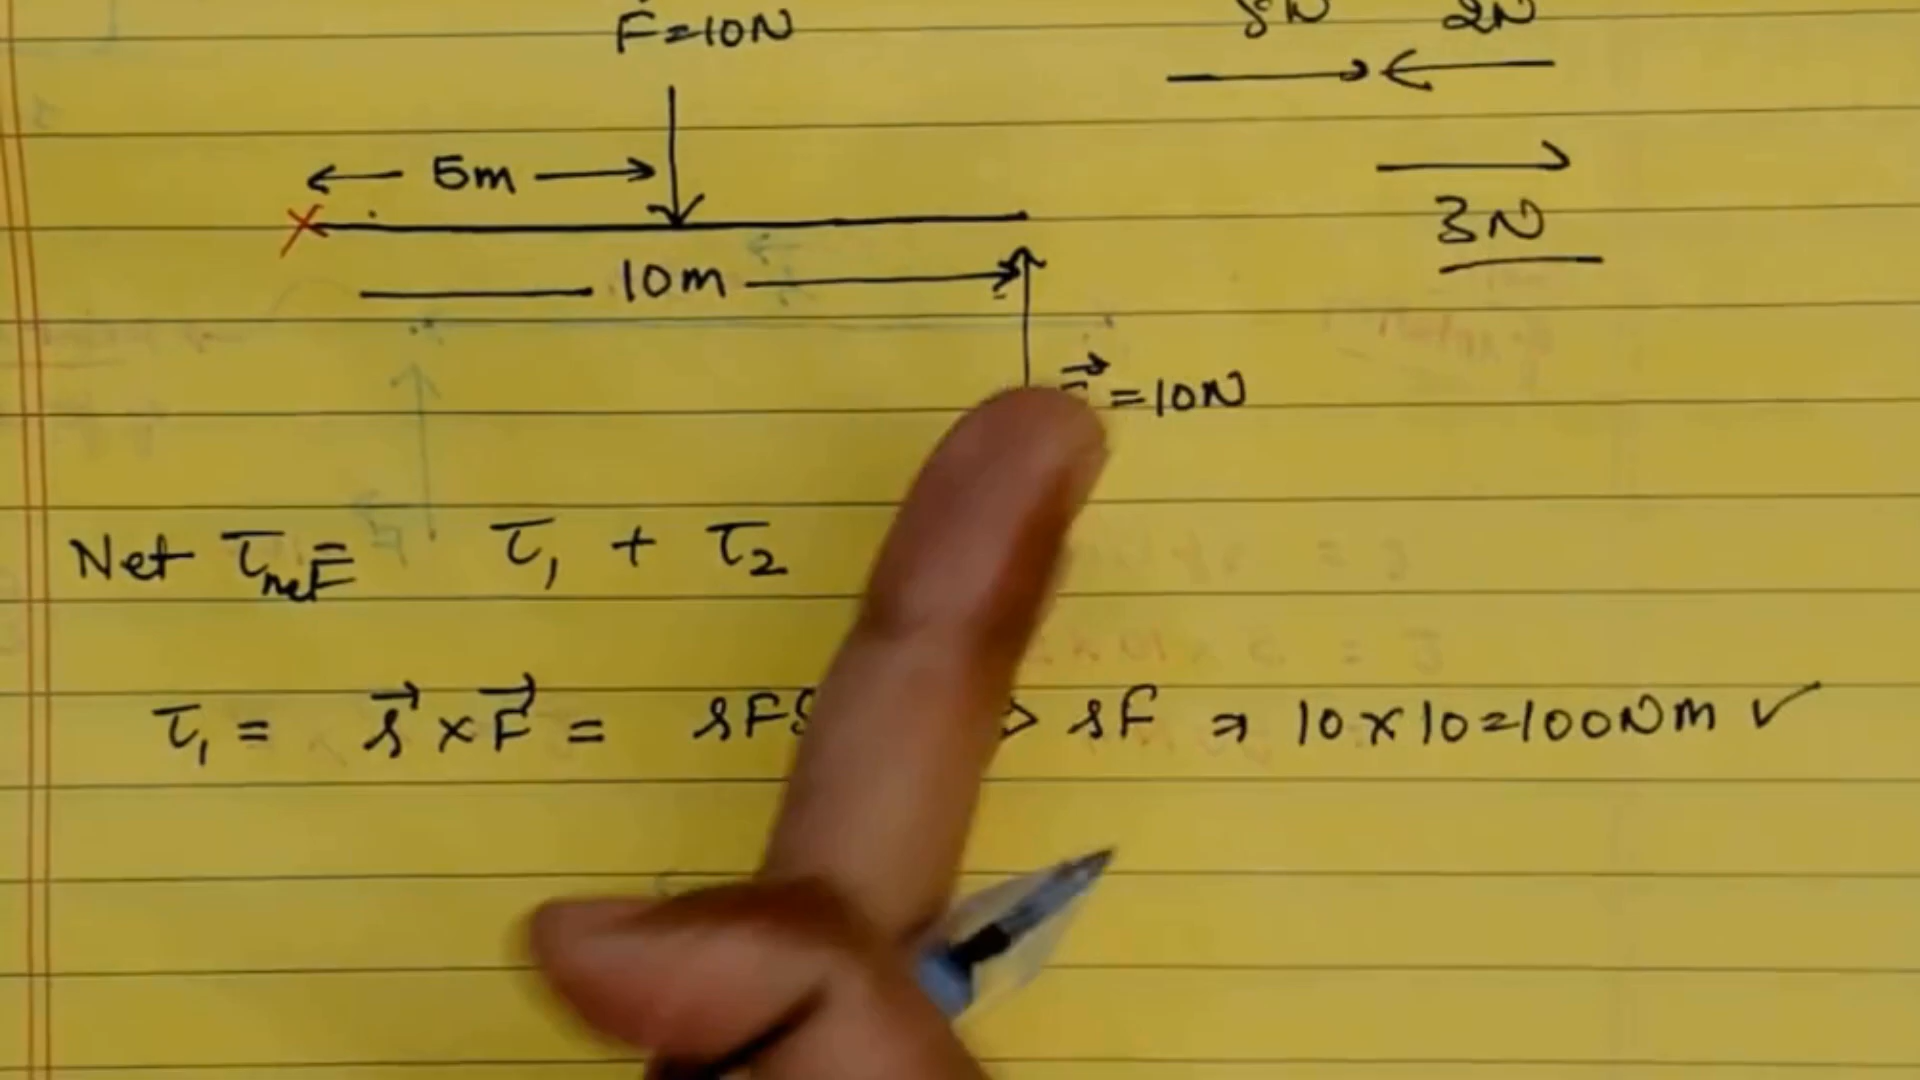 F=10N
8N 2N
5m
3N
10m
=10N
Net τnet= τ1 + τ2
τ1 = r × F = rF rF ⇒ 10×10=100Nm ✓